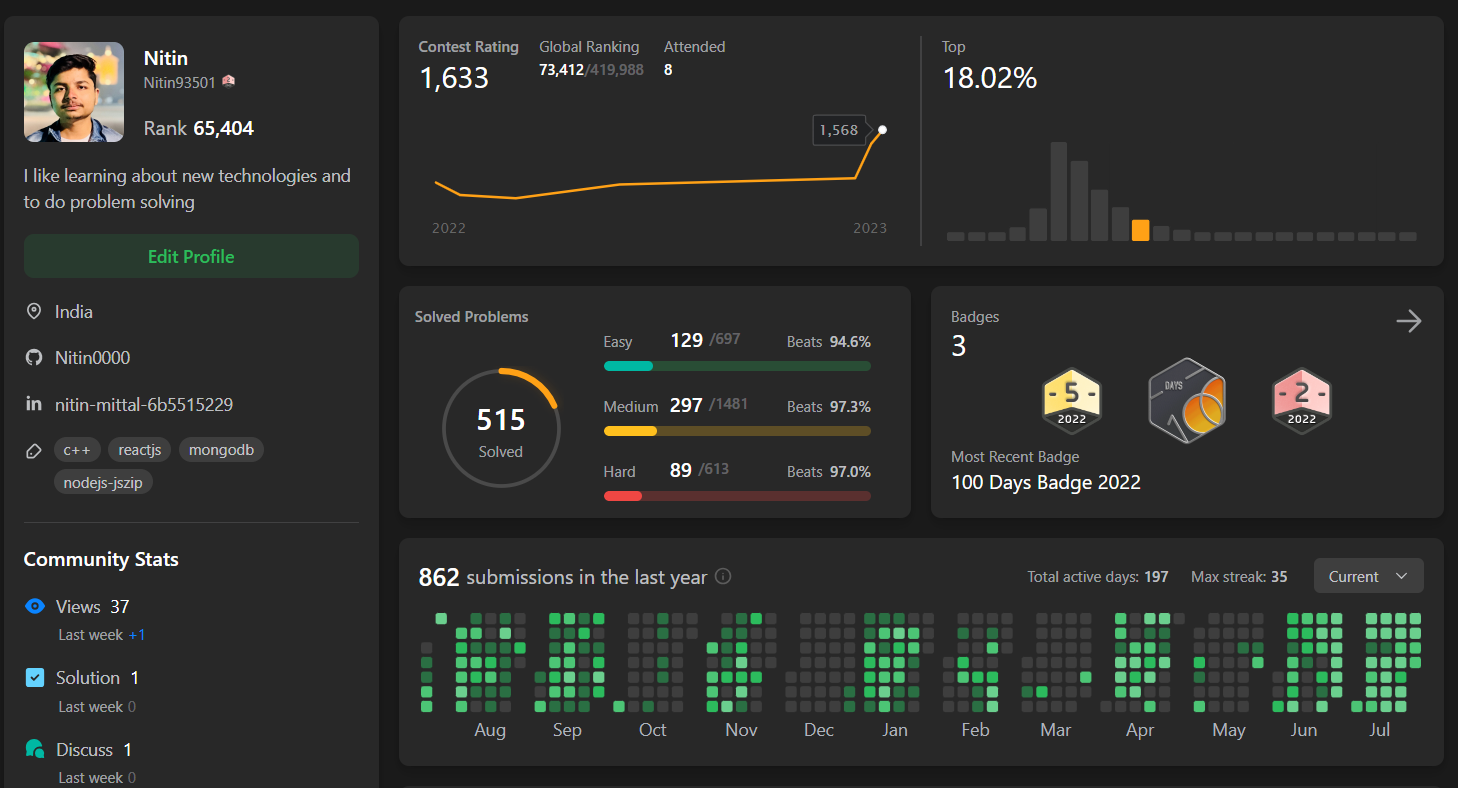 Nitin
Nitin93501
Rank 65,404
I like learning about new technologies and
to do problem solving
Edit Profile
India
Nitin0000
nitin-mittal-6b5515229
c++ reactjs mongodb
nodejs-jszip
Community Stats
Views 37
Last week +1
Solution 1
Last week 0
Discuss 1
Last week 0
Contest Rating Global Ranking Attended
1,633 73,412/419,988 8
1,568
2022 2023
Top
18.02%
Solved Problems
515
Solved
Easy 129 /697 Beats 94.6%
Medium 297 /1481 Beats 97.3%
Hard 89 /613 Beats 97.0%
Badges
3
5
2022
DAYS
2
2022
Most Recent Badge
100 Days Badge 2022
862 submissions in the last year
Total active days: 197 Max streak: 35 Current
Aug Sep Oct Nov Dec Jan Feb Mar Apr May Jun Jul